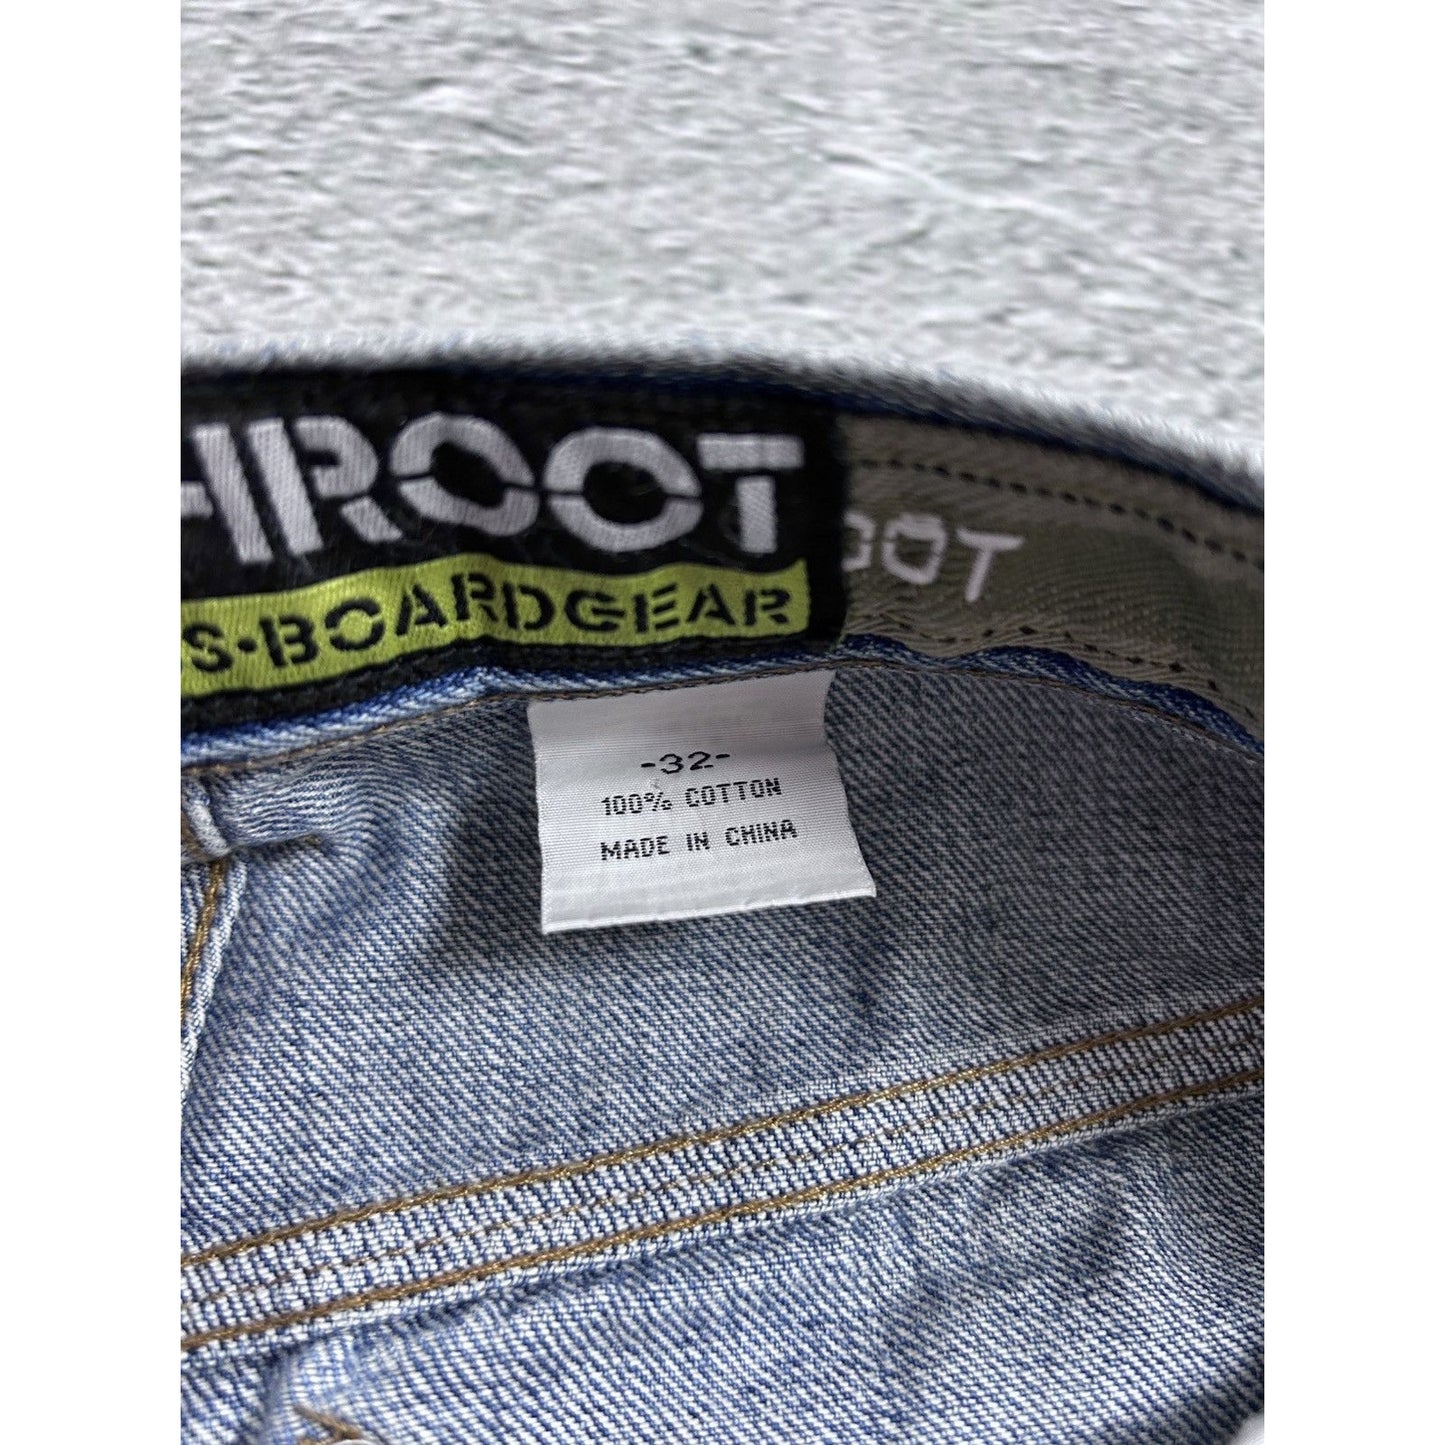 HROOT
S·BOARDGEAR
OOT
-32-
100% COTTON
MADE IN CHINA